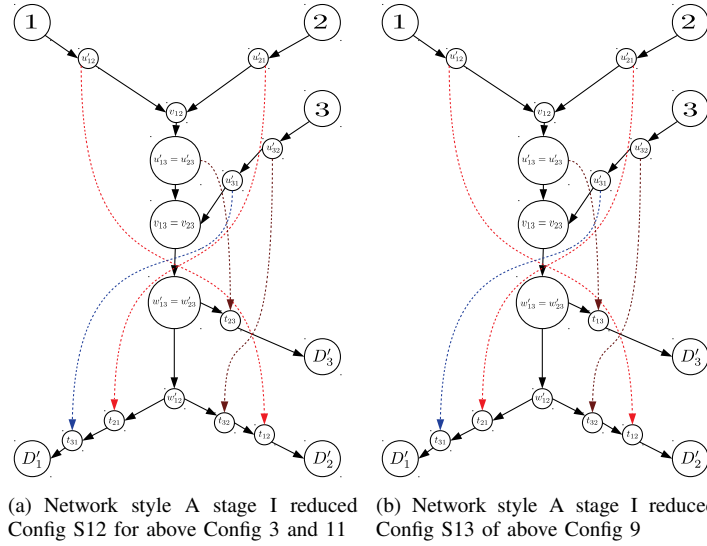 1 2 1 2
u′12 u′21 u′12 u′21
v12 3 v12 3
u′13 = u′23 u′32 u′13 = u′23 u′32
u′31 u′31
v13 = v23 v13 = v23
w′13 = w′23 w′13 = w′23
t23 t13
D′3 D′3
w′12 w′12
t21 t32 t21 t32
t31 t12 t31 t12
D′1 D′2 D′1 D′2
(a) Network style A stage I reduced
Config S12 for above Config 3 and 11
(b) Network style A stage I reduced
Config S13 of above Config 9